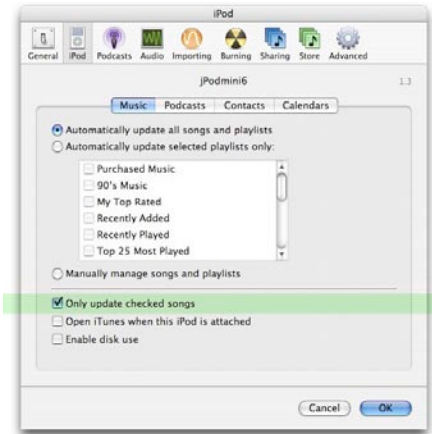 iPod
General iPod Podcasts Audio Importing Burning Sharing Store Advanced
jPodmini6 1.3
Music Podcasts Contacts Calendars
Automatically update all songs and playlists
Automatically update selected playlists only:
Purchased Music
90's Music
My Top Rated
Recently Added
Recently Played
Top 25 Most Played
Manually manage songs and playlists
Only update checked songs
Open iTunes when this iPod is attached
Enable disk use
Cancel OK